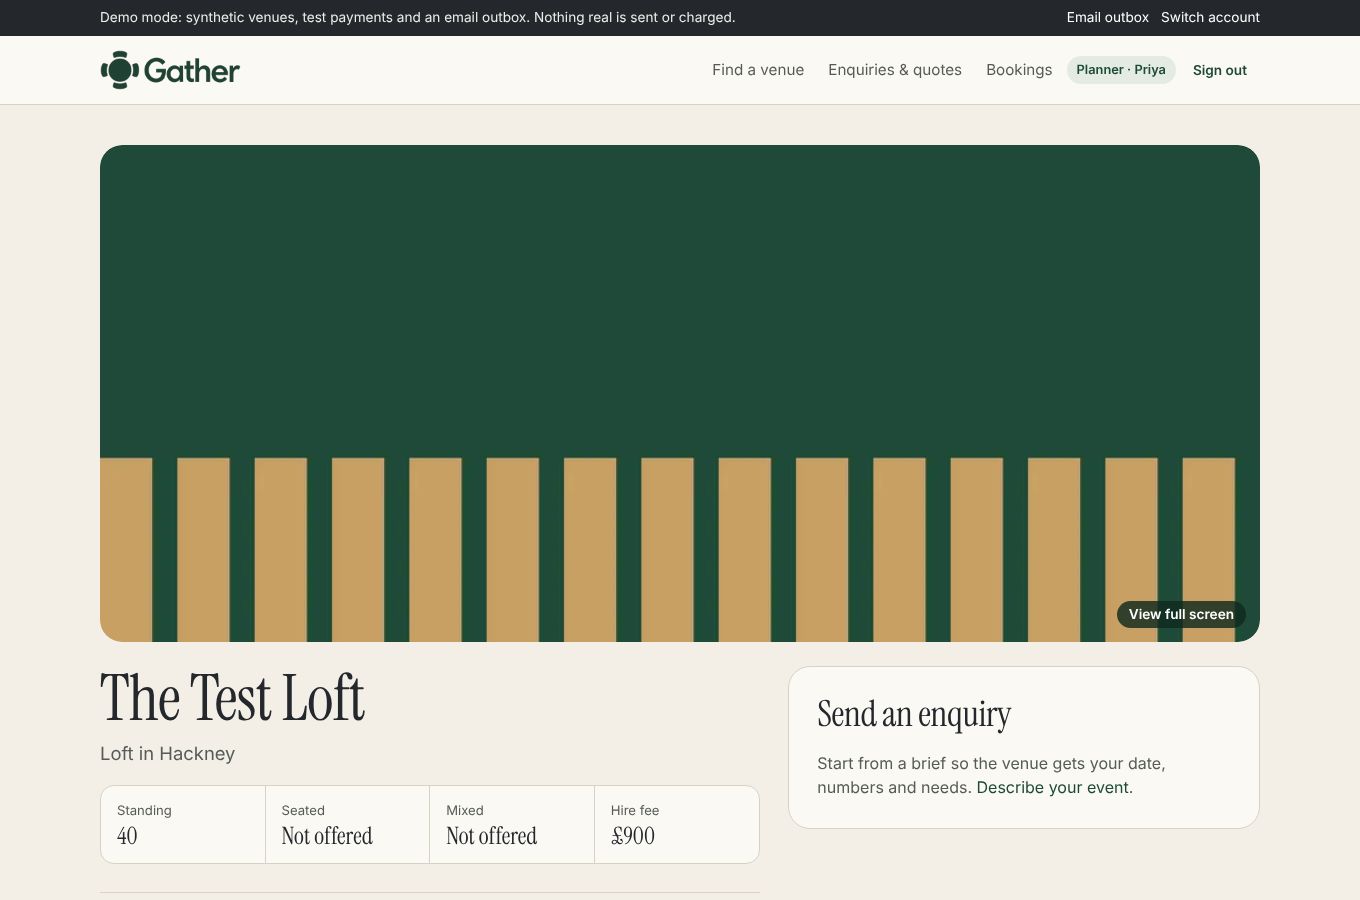 Demo mode: synthetic venues, test payments and an email outbox. Nothing real is sent or charged.
Email outbox Switch account
Gather
Find a venue Enquiries & quotes Bookings Planner · Priya Sign out
View full screen
The Test Loft
Loft in Hackney
Standing
40
Seated
Not offered
Mixed
Not offered
Hire fee
£900
Send an enquiry
Start from a brief so the venue gets your date,
numbers and needs. Describe your event.